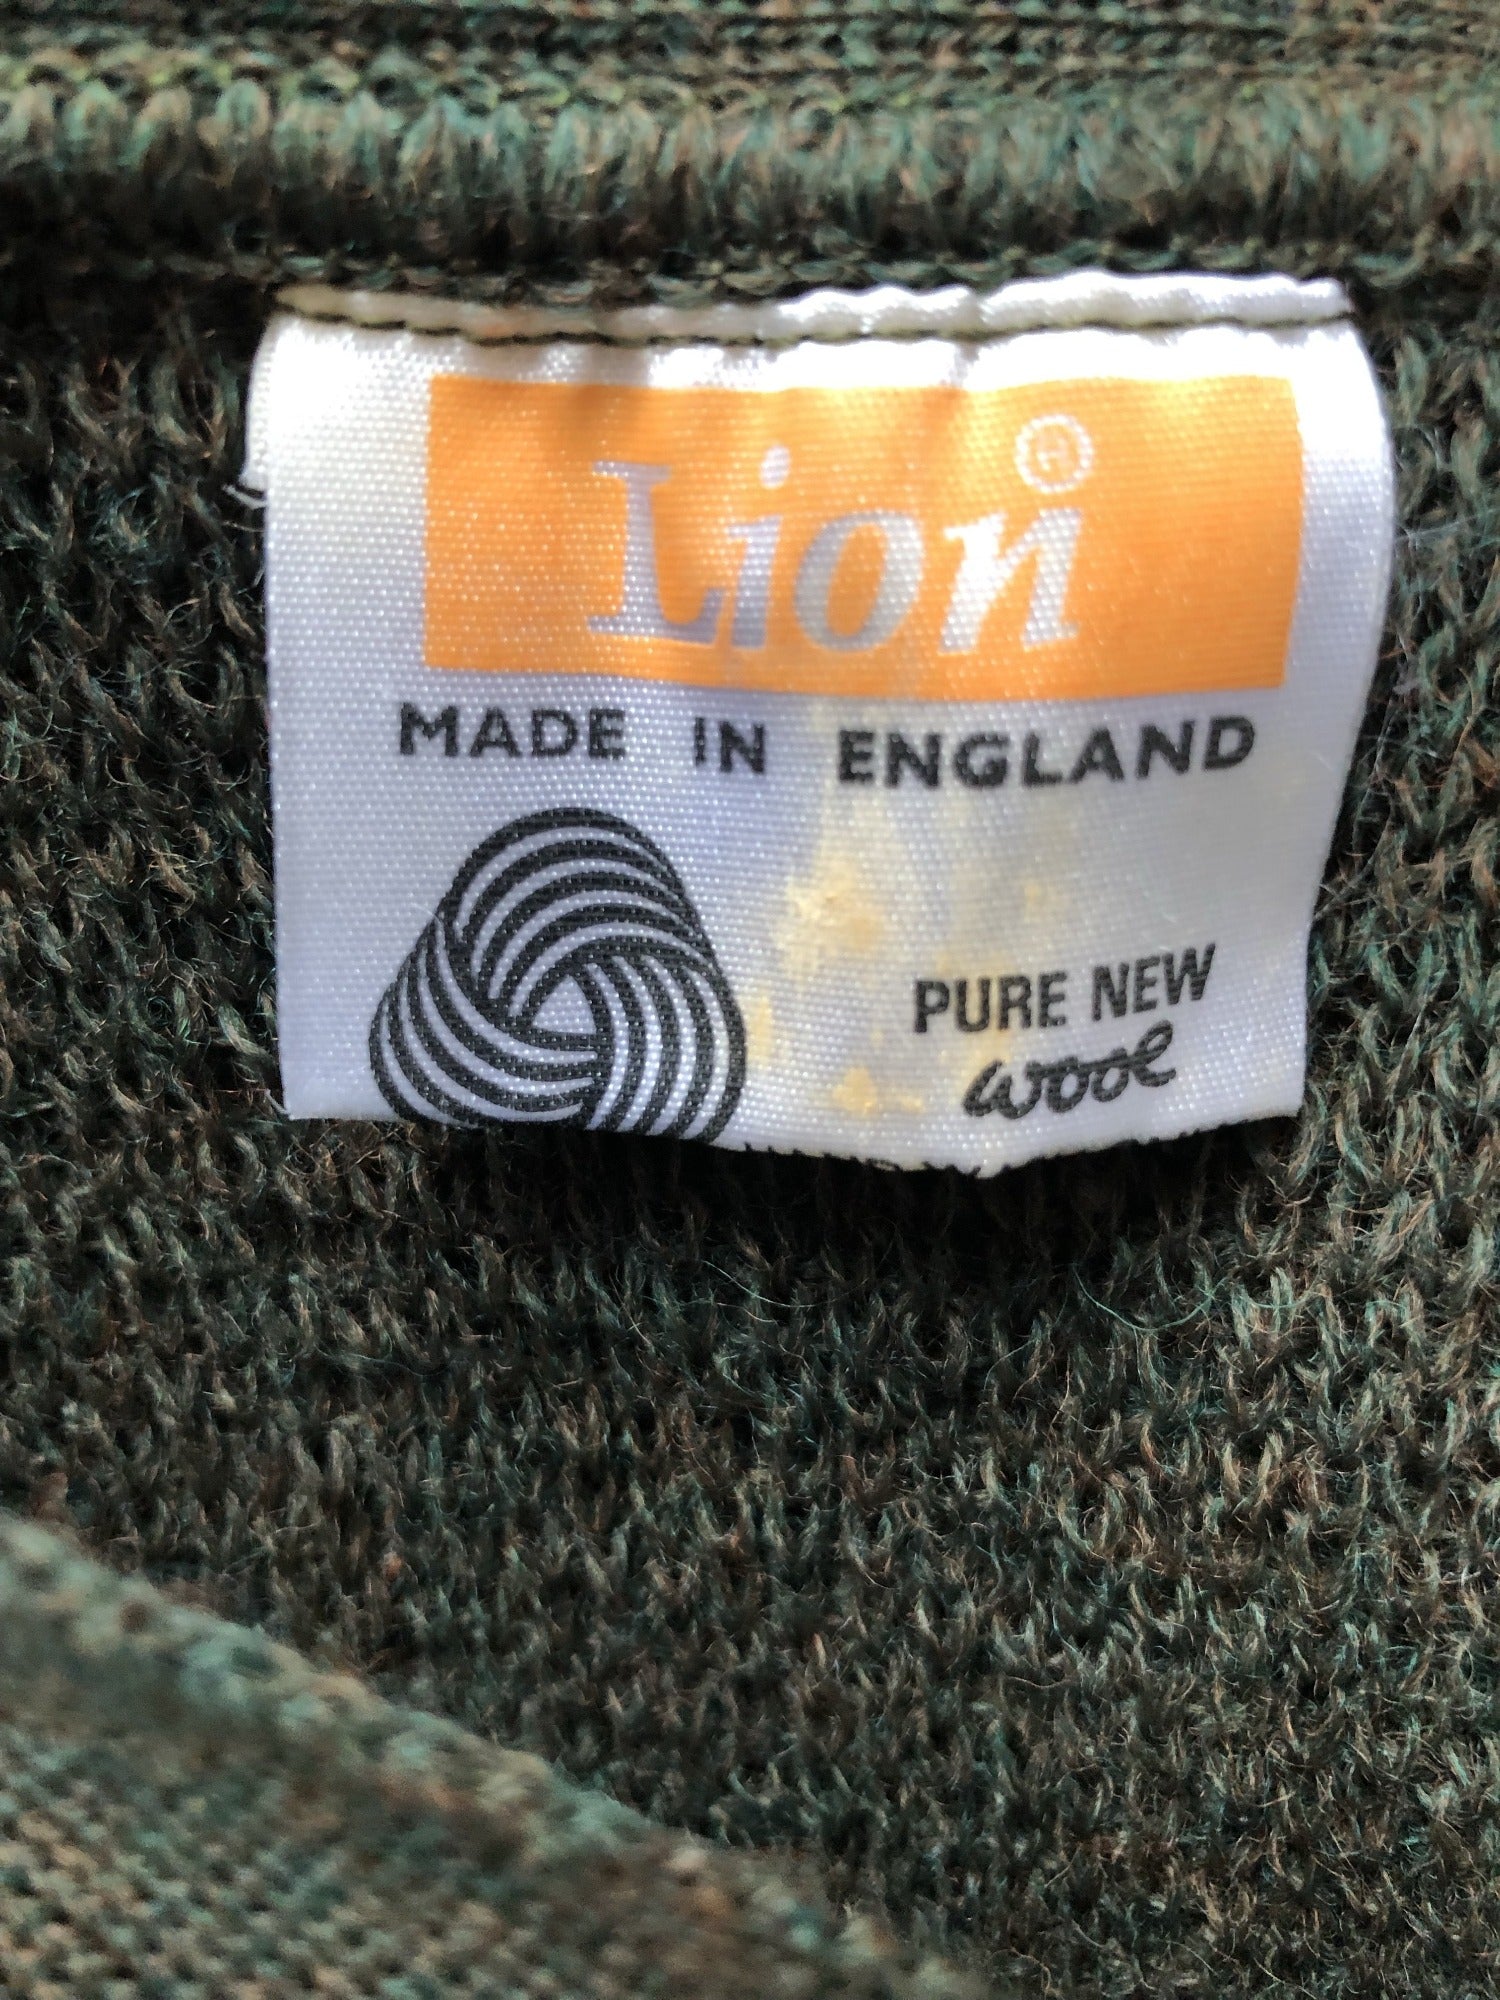 Lion ®
MADE IN ENGLAND
PURE NEW
wool